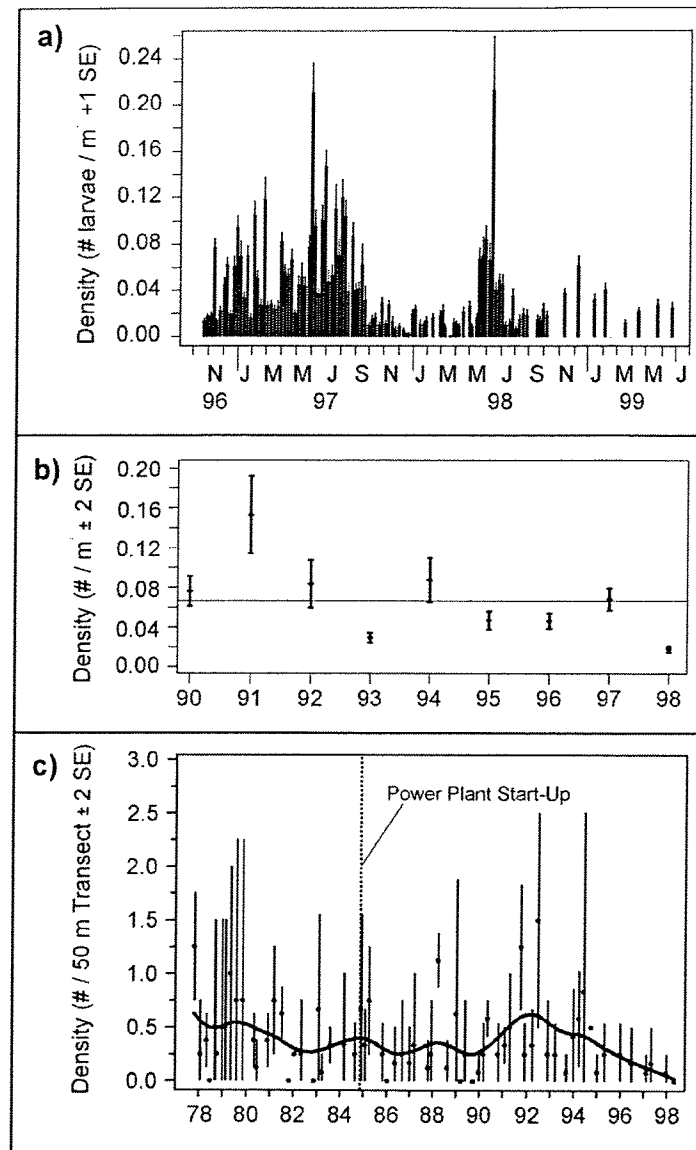 a)
Density (# larvae / m +1 SE)
0.24
0.20
0.16
0.12
0.08
0.04
0.00
N J M M J S N J M M J S N J M M J
96 97 98 99
b)
Density (# / m ± 2 SE)
0.20
0.16
0.12
0.08
0.04
0.00
90 91 92 93 94 95 96 97 98
c)
Density (# / 50 m Transect ± 2 SE)
3.0
2.5
2.0
1.5
1.0
0.5
0.0
Power Plant Start-Up
78 80 82 84 86 88 90 92 94 96 98